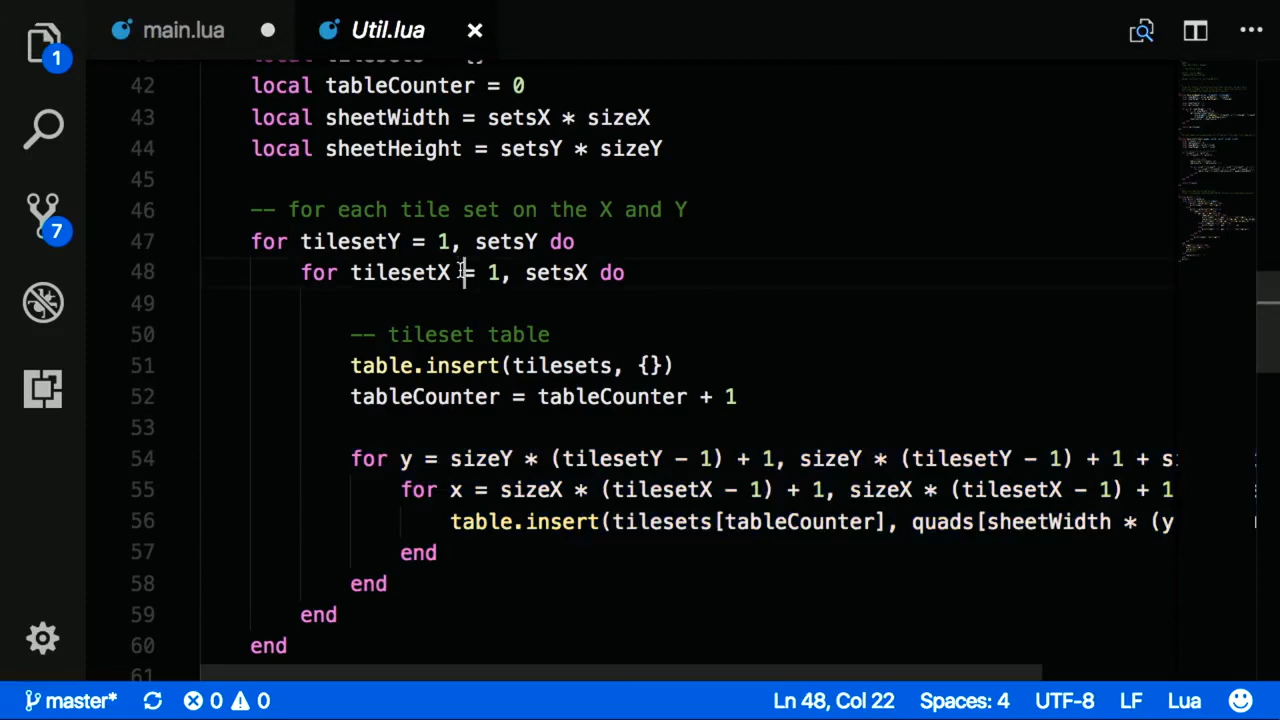 1
7
main.lua
Util.lua
42 local tableCounter = 0
43 local sheetWidth = setsX * sizeX
44 local sheetHeight = setsY * sizeY
45
46 -- for each tile set on the X and Y
47 for tilesetY = 1, setsY do
48 for tilesetX = 1, setsX do
49
50 -- tileset table
51 table.insert(tilesets, {})
52 tableCounter = tableCounter + 1
53
54 for y = sizeY * (tilesetY - 1) + 1, sizeY * (tilesetY - 1) + 1 +
55 for x = sizeX * (tilesetX - 1) + 1, sizeX * (tilesetX - 1) + 1
56 table.insert(tilesets[tableCounter], quads[sheetWidth * (y
57 end
58 end
59 end
60 end
61
master* 0 0 Ln 48, Col 22 Spaces: 4 UTF-8 LF Lua